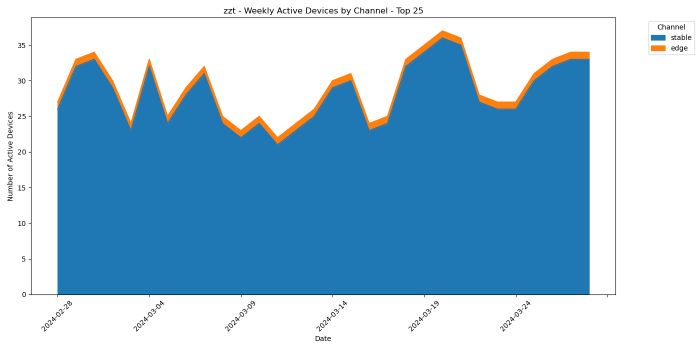 zzt - Weekly Active Devices by Channel - Top 25
Channel
stable
edge
Number of Active Devices
35
30
25
20
15
10
5
0
2024-02-28
2024-03-04
2024-03-09
2024-03-14
2024-03-19
2024-03-24
Date